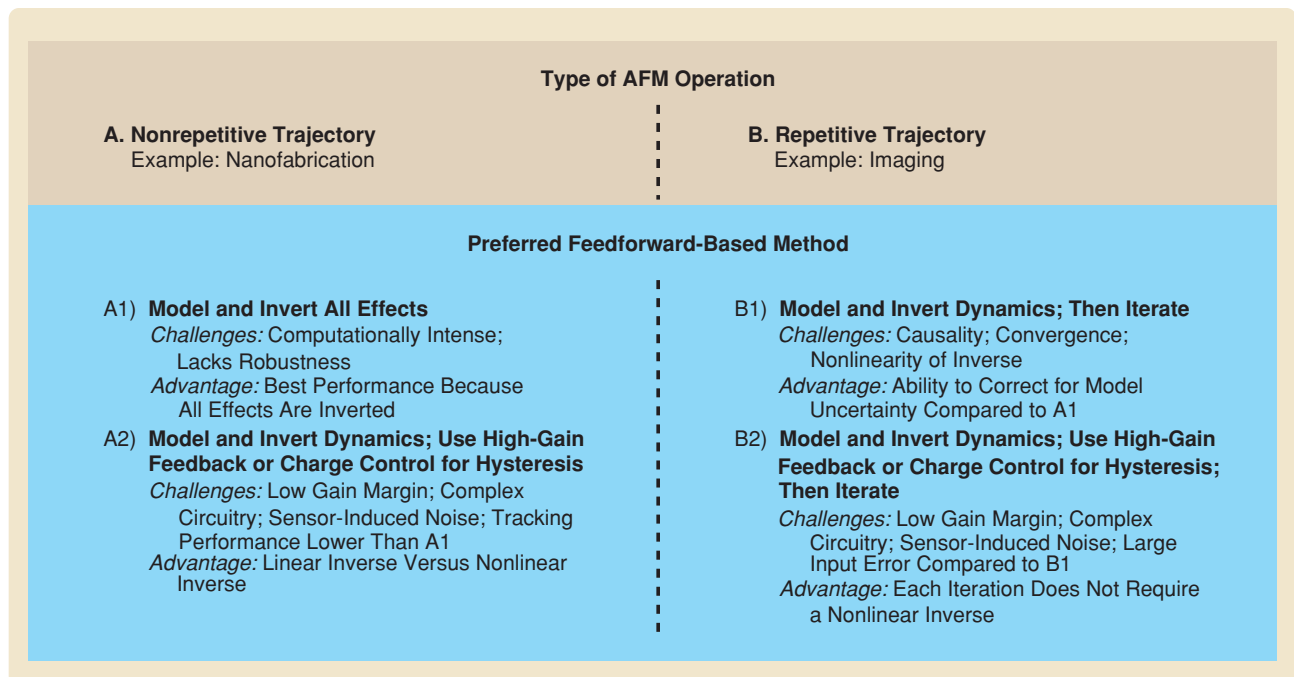 Type of AFM Operation
A. Nonrepetitive Trajectory
Example: Nanofabrication
B. Repetitive Trajectory
Example: Imaging
Preferred Feedforward-Based Method
A1) Model and Invert All Effects
Challenges: Computationally Intense;
Lacks Robustness
Advantage: Best Performance Because
All Effects Are Inverted
A2) Model and Invert Dynamics; Use High-Gain
Feedback or Charge Control for Hysteresis
Challenges: Low Gain Margin; Complex
Circuitry; Sensor-Induced Noise; Tracking
Performance Lower Than A1
Advantage: Linear Inverse Versus Nonlinear
Inverse
B1) Model and Invert Dynamics; Then Iterate
Challenges: Causality; Convergence;
Nonlinearity of Inverse
Advantage: Ability to Correct for Model
Uncertainty Compared to A1
B2) Model and Invert Dynamics; Use High-Gain
Feedback or Charge Control for Hysteresis;
Then Iterate
Challenges: Low Gain Margin; Complex
Circuitry; Sensor-Induced Noise; Large
Input Error Compared to B1
Advantage: Each Iteration Does Not Require
a Nonlinear Inverse